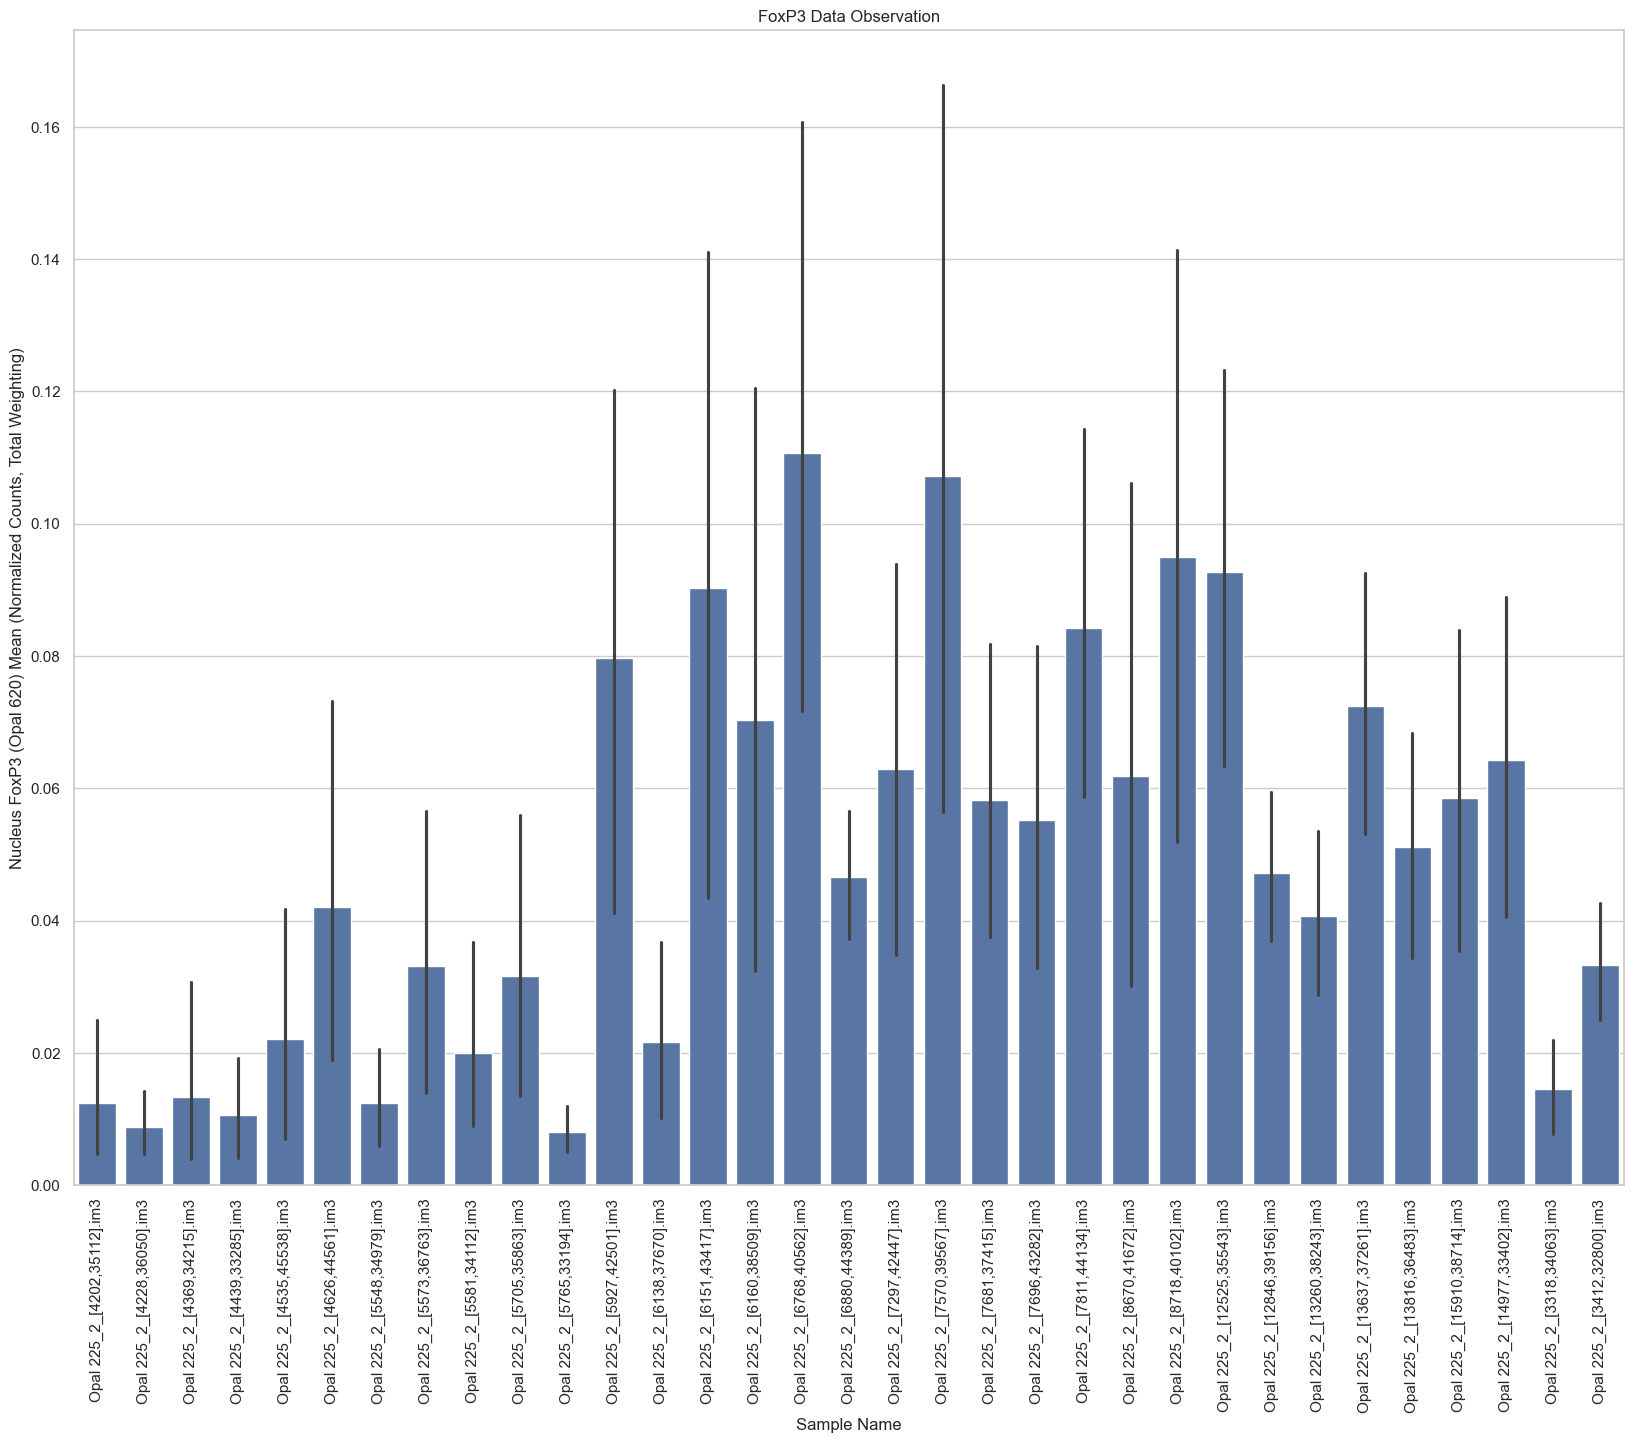 FoxP3 Data Observation
Nucleus FoxP3 (Opal 620) Mean (Normalized Counts, Total Weighting)
0.16
0.14
0.12
0.10
0.08
0.06
0.04
0.02
0.00
Opal 225_2_[4202,35112].im3
Opal 225_2_[4228,36050].im3
Opal 225_2_[4369,34215].im3
Opal 225_2_[4439,33285].im3
Opal 225_2_[4535,45538].im3
Opal 225_2_[4626,44561].im3
Opal 225_2_[5548,34979].im3
Opal 225_2_[5573,36763].im3
Opal 225_2_[5581,34112].im3
Opal 225_2_[5705,35863].im3
Opal 225_2_[5765,33194].im3
Opal 225_2_[5927,42501].im3
Opal 225_2_[6138,37670].im3
Opal 225_2_[6151,43417].im3
Opal 225_2_[6160,38509].im3
Opal 225_2_[6768,40562].im3
Opal 225_2_[6880,44389].im3
Opal 225_2_[7297,42447].im3
Opal 225_2_[7570,39567].im3
Opal 225_2_[7681,37415].im3
Opal 225_2_[7696,43282].im3
Opal 225_2_[7811,44134].im3
Opal 225_2_[8670,41672].im3
Opal 225_2_[8718,40102].im3
Opal 225_2_[12525,35543].im3
Opal 225_2_[12846,39156].im3
Opal 225_2_[13260,38243].im3
Opal 225_2_[13637,37261].im3
Opal 225_2_[13816,36483].im3
Opal 225_2_[15910,38714].im3
Opal 225_2_[14977,33402].im3
Opal 225_2_[3318,34063].im3
Opal 225_2_[3412,32800].im3
Sample Name